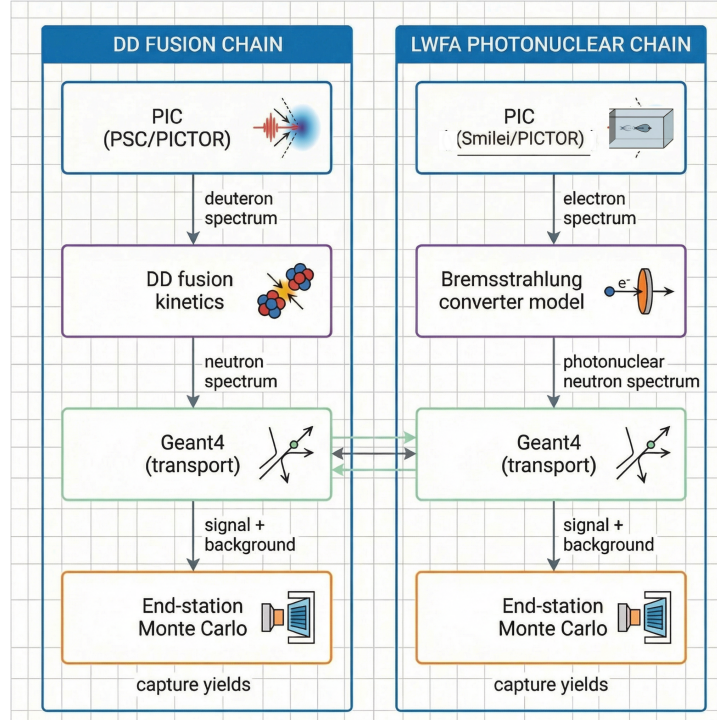 DD FUSION CHAIN
PIC
(PSC/PICTOR)
deuteron
spectrum
DD fusion
kinetics
neutron
spectrum
Geant4
(transport)
signal +
background
End-station
Monte Carlo
capture yields
LWFA PHOTONUCLEAR CHAIN
PIC
(Smilei/PICTOR)
electron
spectrum
Bremsstrahlung
converter model
e-
photonuclear
neutron spectrum
Geant4
(transport)
signal +
background
End-station
Monte Carlo
capture yields